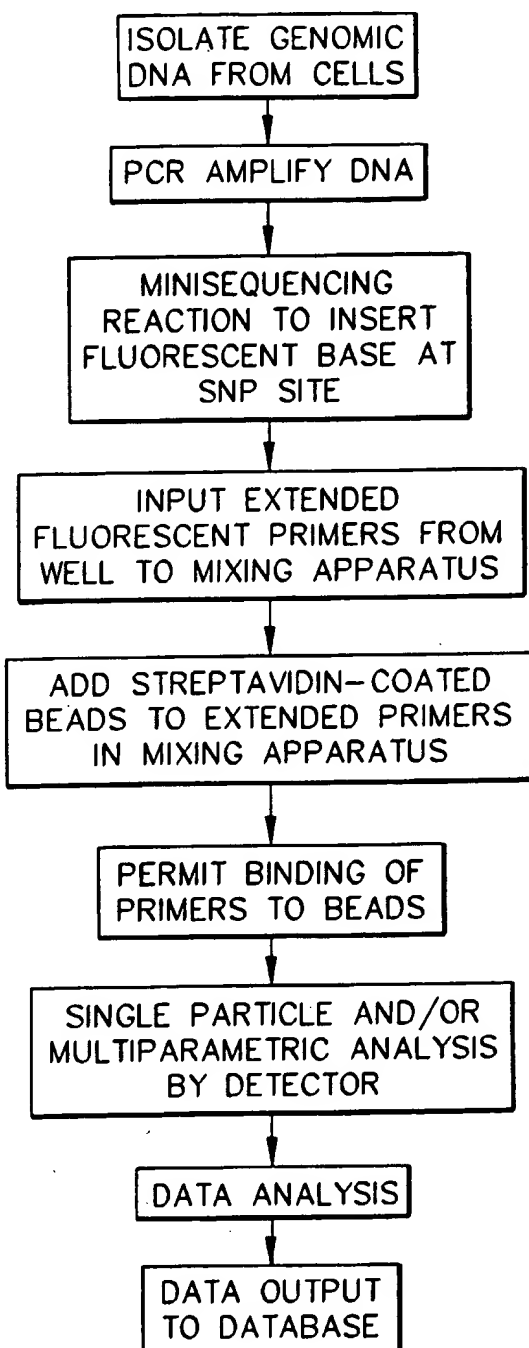 ISOLATE GENOMIC
DNA FROM CELLS
PCR AMPLIFY DNA
MINISEQUENCING
REACTION TO INSERT
FLUORESCENT BASE AT
SNP SITE
INPUT EXTENDED
FLUORESCENT PRIMERS FROM
WELL TO MIXING APPARATUS
ADD STREPTAVIDIN-COATED
BEADS TO EXTENDED PRIMERS
IN MIXING APPARATUS
PERMIT BINDING OF
PRIMERS TO BEADS
SINGLE PARTICLE AND/OR
MULTIPARAMETRIC ANALYSIS
BY DETECTOR
DATA ANALYSIS
DATA OUTPUT
TO DATABASE